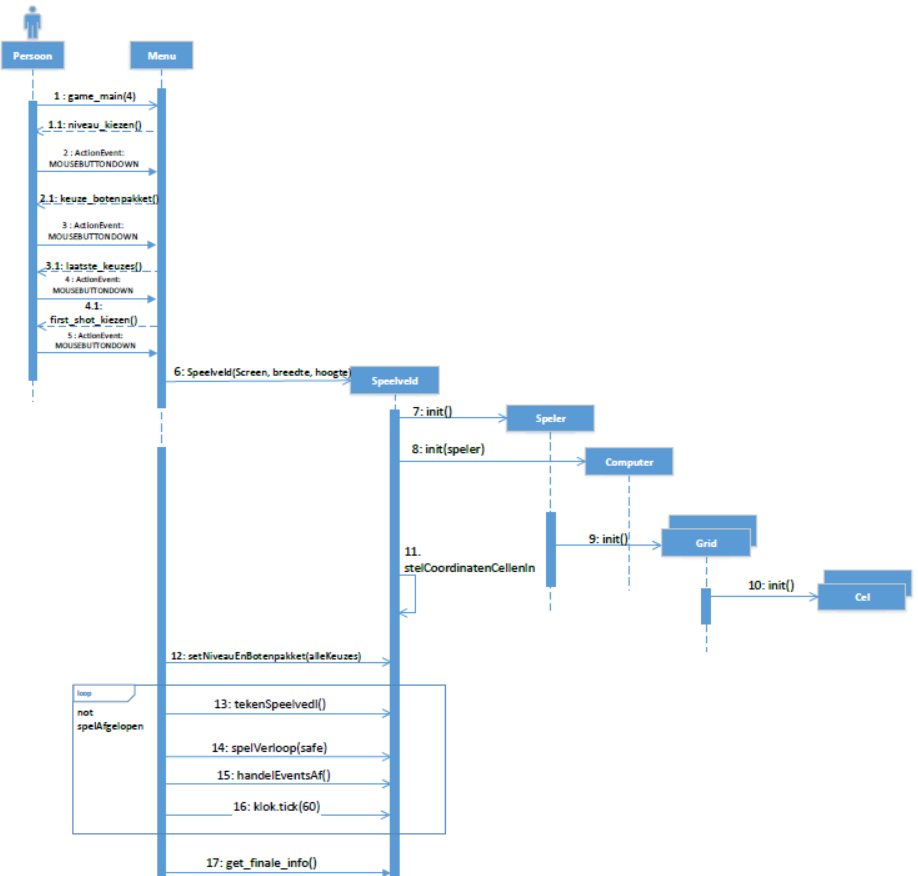 Persoon
Menu
1 : game_main(4)
1.1: niveau_kiezen()
2 : ActionEvent:
MOUSEBUTTONDOWN
2.1: keuze_botenpakket()
3 : ActionEvent:
MOUSEBUTTONDOWN
3.1: laatste_keuzes()
4 : ActionEvent:
MOUSEBUTTONDOWN
4.1:
first_shot_kiezen()
5 : ActionEvent:
MOUSEBUTTONDOWN
6: Speelveld(Screen, breedte, hoogte)
Speelveld
7: init()
Speler
8: init(speler)
Computer
9: init()
Grid
10: init()
Cel
11.
stelCoordinatenCellenIn
12: setNiveauEnBotenpakket(alleKeuzes)
loop
not
spelAfgelopen
13: tekenSpeelvedl()
14: spelVerloop(safe)
15: handelEventsAf()
16: klok.tick(60)
17: get_finale_info()